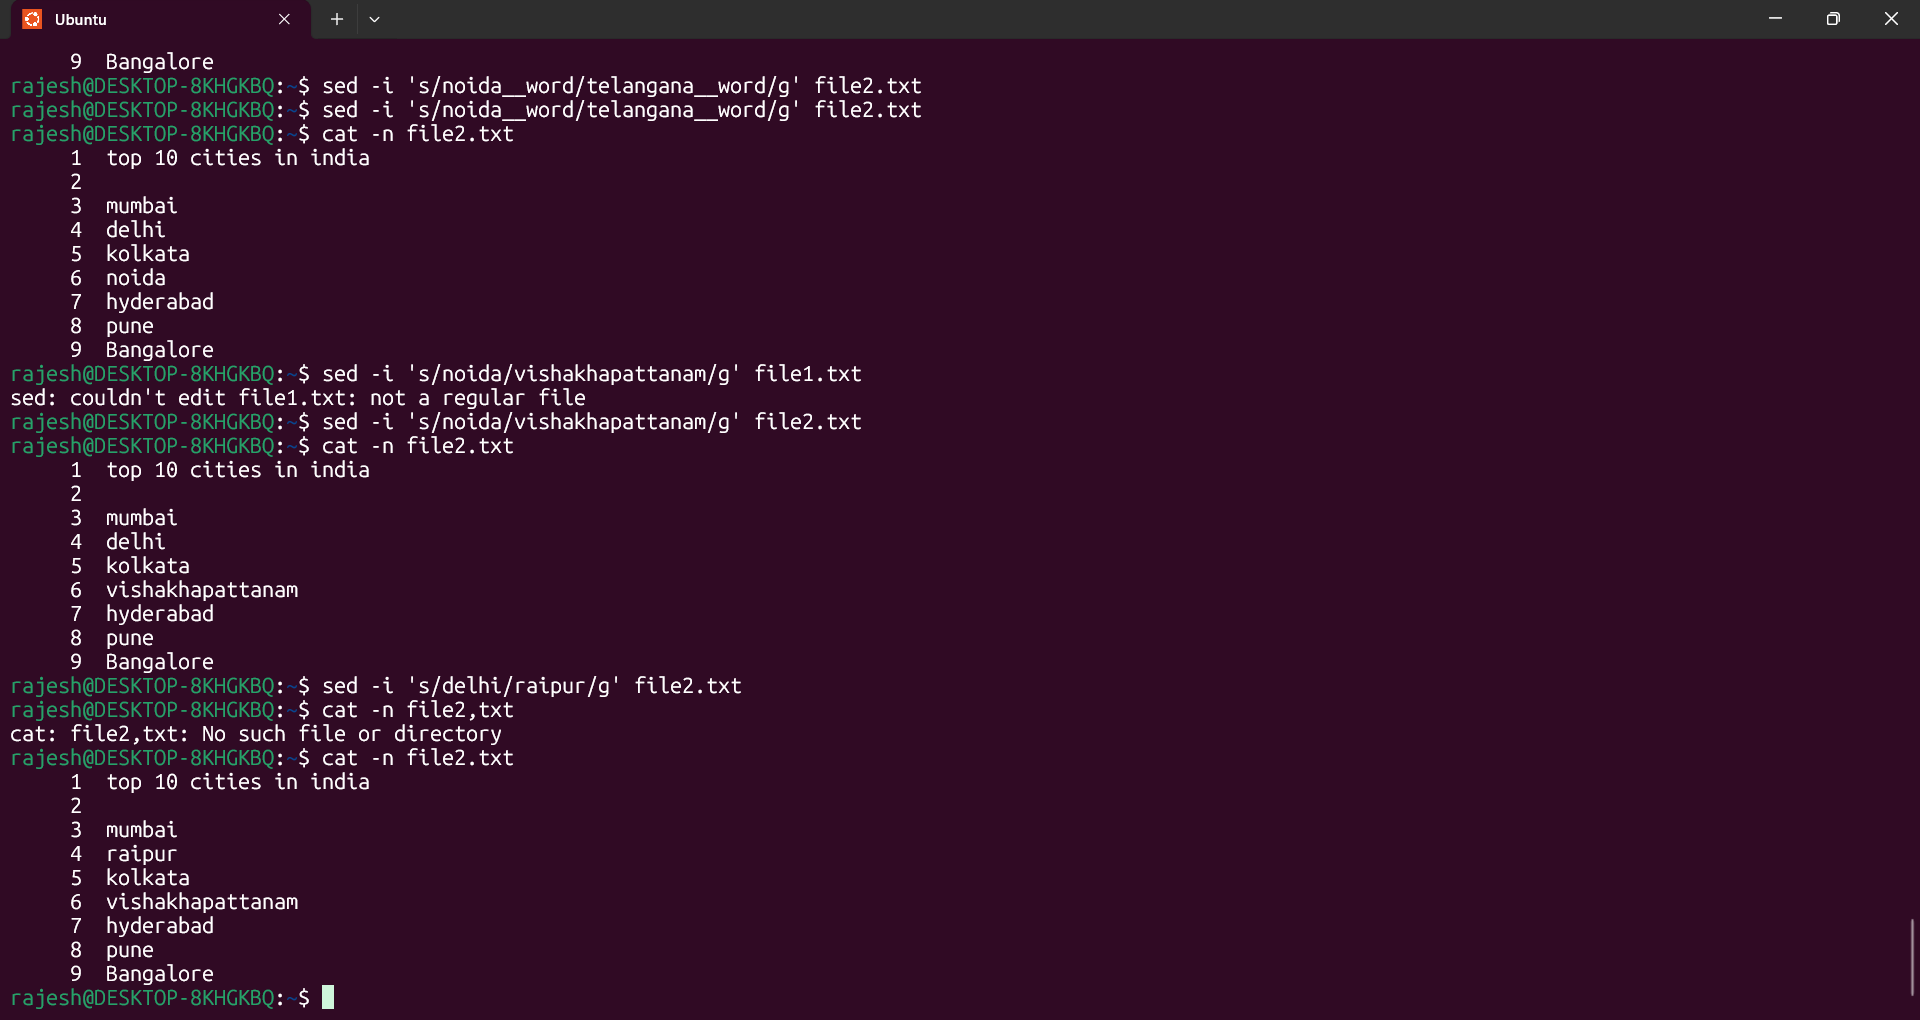 Ubuntu
     9  Bangalore
rajesh@DESKTOP-8KHGKBQ:~$ sed -i 's/noida__word/telangana__word/g' file2.txt
rajesh@DESKTOP-8KHGKBQ:~$ sed -i 's/noida__word/telangana__word/g' file2.txt
rajesh@DESKTOP-8KHGKBQ:~$ cat -n file2.txt
     1  top 10 cities in india
     2
     3  mumbai
     4  delhi
     5  kolkata
     6  noida
     7  hyderabad
     8  pune
     9  Bangalore
rajesh@DESKTOP-8KHGKBQ:~$ sed -i 's/noida/vishakhapattanam/g' file1.txt
sed: couldn't edit file1.txt: not a regular file
rajesh@DESKTOP-8KHGKBQ:~$ sed -i 's/noida/vishakhapattanam/g' file2.txt
rajesh@DESKTOP-8KHGKBQ:~$ cat -n file2.txt
     1  top 10 cities in india
     2
     3  mumbai
     4  delhi
     5  kolkata
     6  vishakhapattanam
     7  hyderabad
     8  pune
     9  Bangalore
rajesh@DESKTOP-8KHGKBQ:~$ sed -i 's/delhi/raipur/g' file2.txt
rajesh@DESKTOP-8KHGKBQ:~$ cat -n file2,txt
cat: file2,txt: No such file or directory
rajesh@DESKTOP-8KHGKBQ:~$ cat -n file2.txt
     1  top 10 cities in india
     2
     3  mumbai
     4  raipur
     5  kolkata
     6  vishakhapattanam
     7  hyderabad
     8  pune
     9  Bangalore
rajesh@DESKTOP-8KHGKBQ:~$